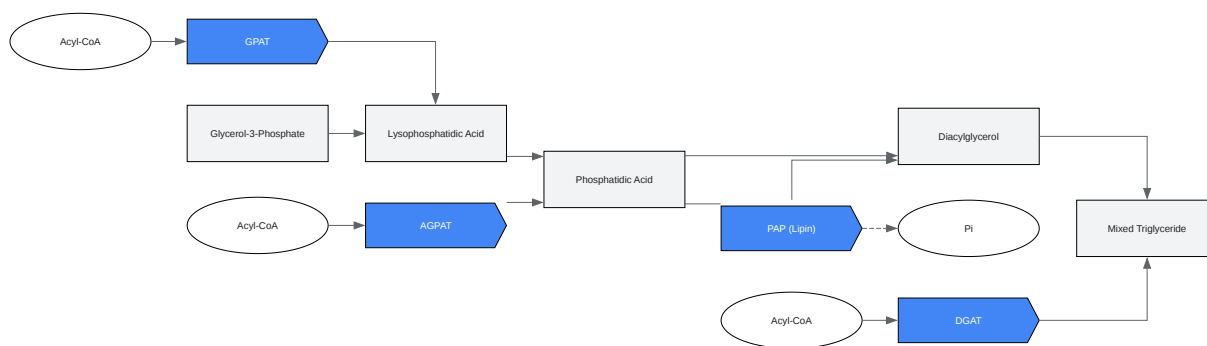 Acyl-CoA
GPAT
Glycerol-3-Phosphate
Lysophosphatidic Acid
Diacylglycerol
Phosphatidic Acid
Acyl-CoA
AGPAT
PAP (Lipin)
Pi
Mixed Triglyceride
Acyl-CoA
DGAT